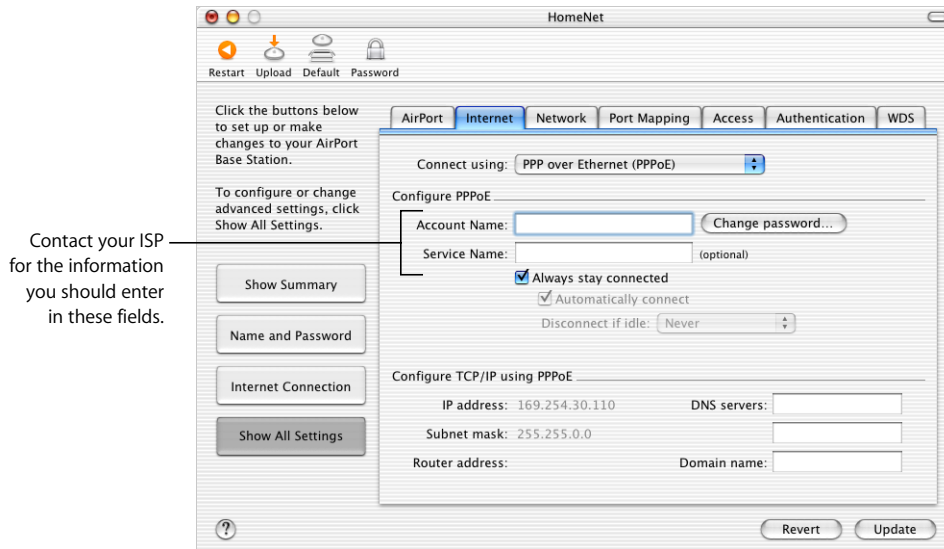 HomeNet
Restart Upload Default Password
Click the buttons below
to set up or make
changes to your AirPort
Base Station.
To configure or change
advanced settings, click
Show All Settings.
Show Summary
Name and Password
Internet Connection
Show All Settings
AirPort Internet Network Port Mapping Access Authentication WDS
Connect using: PPP over Ethernet (PPPoE)
Configure PPPoE
Account Name: Change password...
Service Name: (optional)
Always stay connected
Automatically connect
Disconnect if idle: Never
Configure TCP/IP using PPPoE
IP address: 169.254.30.110 DNS servers:
Subnet mask: 255.255.0.0
Router address: Domain name:
? Revert Update
Contact your ISP
for the information
you should enter
in these fields.